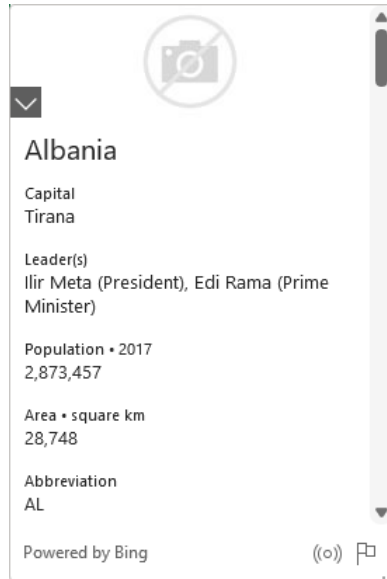 Albania
Capital
Tirana
Leader(s)
Ilir Meta (President), Edi Rama (Prime
Minister)
Population • 2017
2,873,457
Area • square km
28,748
Abbreviation
AL
Powered by Bing